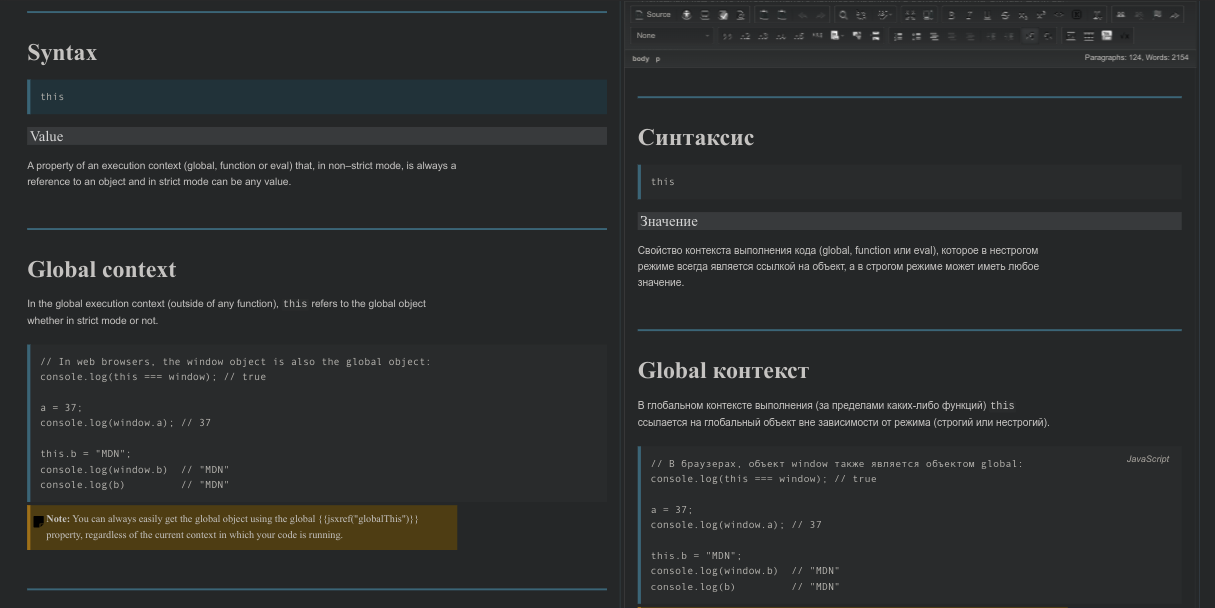 Syntax
this
Value
A property of an execution context (global, function or eval) that, in non–strict mode, is always a
reference to an object and in strict mode can be any value.
Global context
In the global execution context (outside of any function), this refers to the global object
whether in strict mode or not.
// In web browsers, the window object is also the global object:
console.log(this === window); // true
a = 37;
console.log(window.a); // 37
this.b = "MDN";
console.log(window.b)  // "MDN"
console.log(b)         // "MDN"
Note: You can always easily get the global object using the global {{jsxref("globalThis")}}
property, regardless of the current context in which your code is running.
Source
None
body p
Paragraphs: 124, Words: 2154
Синтаксис
this
Значение
Свойство контекста выполнения кода (global, function или eval), которое в нестрогом
режиме всегда является ссылкой на объект, а в строгом режиме может иметь любое
значение.
Global контекст
В глобальном контексте выполнения (за пределами каких-либо функций) this
ссылается на глобальный объект вне зависимости от режима (строгий или нестрогий).
JavaScript
// В браузерах, объект window также является объектом global:
console.log(this === window); // true
a = 37;
console.log(window.a); // 37
this.b = "MDN";
console.log(window.b)  // "MDN"
console.log(b)         // "MDN"